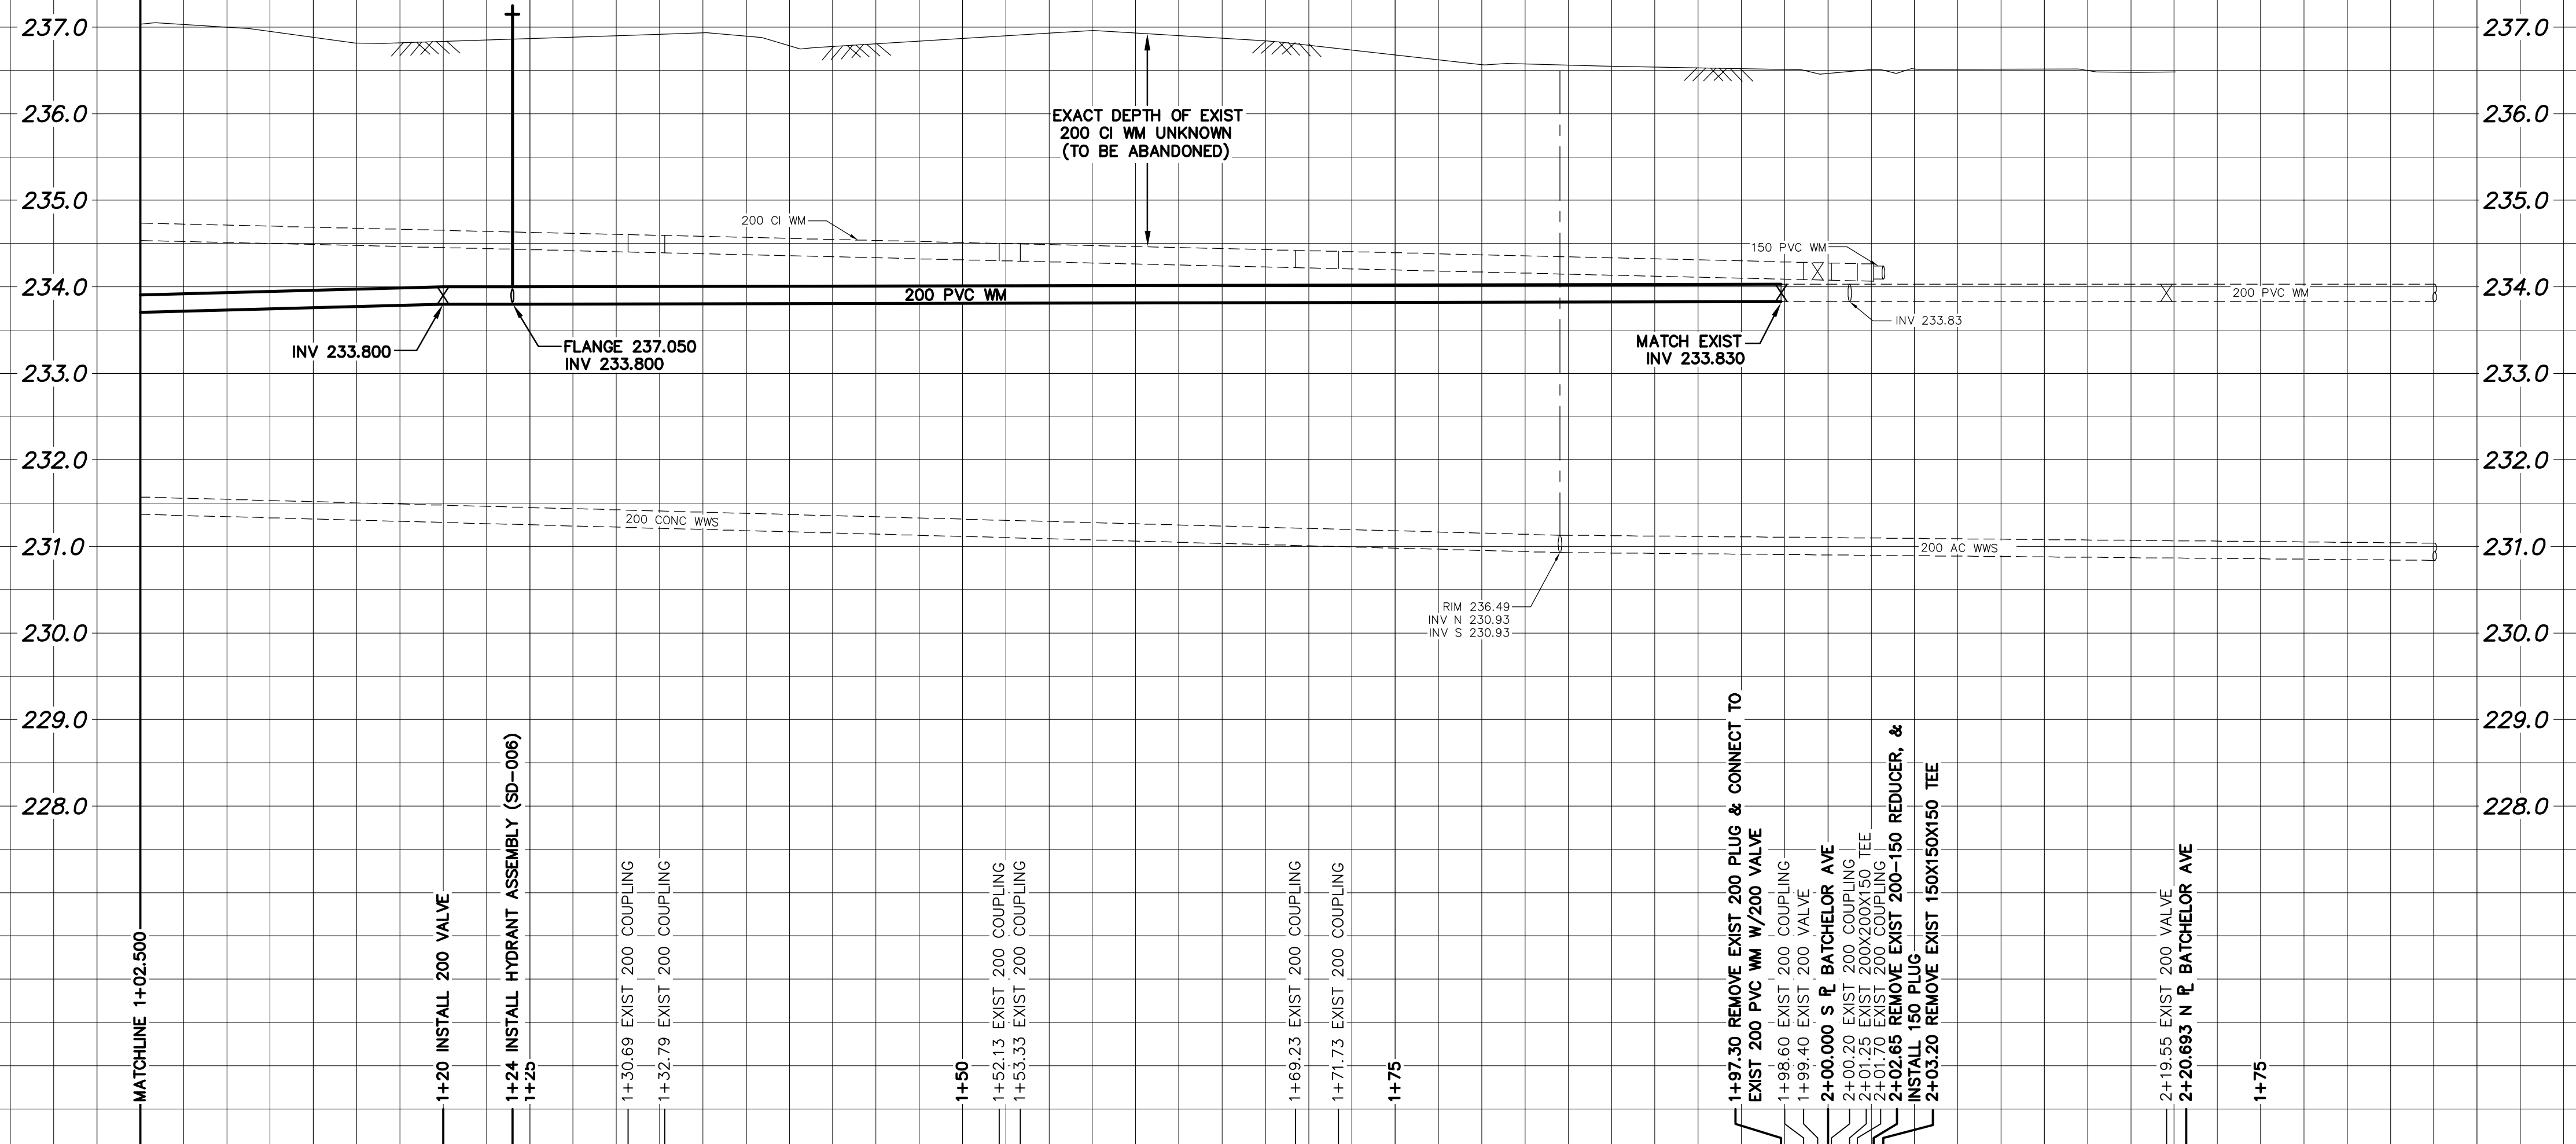 237.0
237.0
236.0
EXACT DEPTH OF EXIST
200 CI WM UNKNOWN
(TO BE ABANDONED)
236.0
235.0
200 CI WM
150 PVC WM
235.0
234.0
200 PVC WM
200 PVC WM
234.0
INV 233.83
INV 233.800
FLANGE 237.050
INV 233.800
MATCH EXIST
INV 233.830
233.0
233.0
232.0
232.0
200 CONC WWS
231.0
200 AC WWS
231.0
RIM 236.49
INV N 230.93
INV S 230.93
230.0
230.0
229.0
229.0
228.0
228.0
MATCHLINE 1+02.500
1+20 INSTALL 200 VALVE
1+24 INSTALL HYDRANT ASSEMBLY (SD-006)
1+25
1+30.69 EXIST 200 COUPLING
1+32.79 EXIST 200 COUPLING
1+50
1+52.13 EXIST 200 COUPLING
1+53.33 EXIST 200 COUPLING
1+69.23 EXIST 200 COUPLING
1+71.73 EXIST 200 COUPLING
1+75
1+97.30 REMOVE EXIST 200 PLUG & CONNECT TO
EXIST 200 PVC WM W/200 VALVE
1+98.60 EXIST 200 COUPLING
1+99.40 EXIST 200 VALVE
2+00.000 S PL BATCHELOR AVE
2+00.20 EXIST 200 COUPLING
2+01.25 EXIST 200X200X150 TEE
2+01.70 EXIST 200 COUPLING
2+02.65 REMOVE EXIST 200-150 REDUCER, &
INSTALL 150 PLUG
2+03.20 REMOVE EXIST 150X150X150 TEE
2+19.55 EXIST 200 VALVE
2+20.693 N PL BATCHELOR AVE
1+75